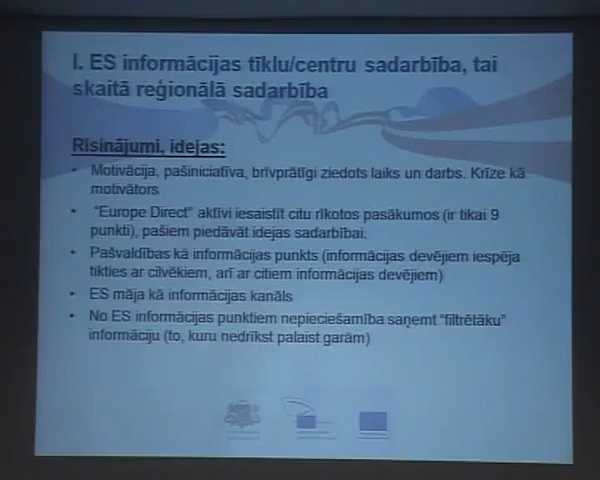 I. ES informācijas tīklu/centru sadarbība, tai
skaitā reģionālā sadarbība
Risinājumi, idejas:
• Motivācija, pašiniciatīva, brīvprātīgi ziedots laiks un darbs. Krīze kā
motivātors
• "Europe Direct" aktīvi iesaistīt citu rīkotos pasākumos (ir tikai 9
punkti), pašiem piedāvāt idejas sadarbībai.
• Pašvaldības kā informācijas punkts (informācijas devējiem iespēja
tikties ar cilvēkiem, arī ar citiem informācijas devējiem)
• ES māja kā informācijas kanāls
• No ES informācijas punktiem nepieciešamība saņemt "filtrētāku"
informāciju (to, kuru nedrīkst palaist garām)